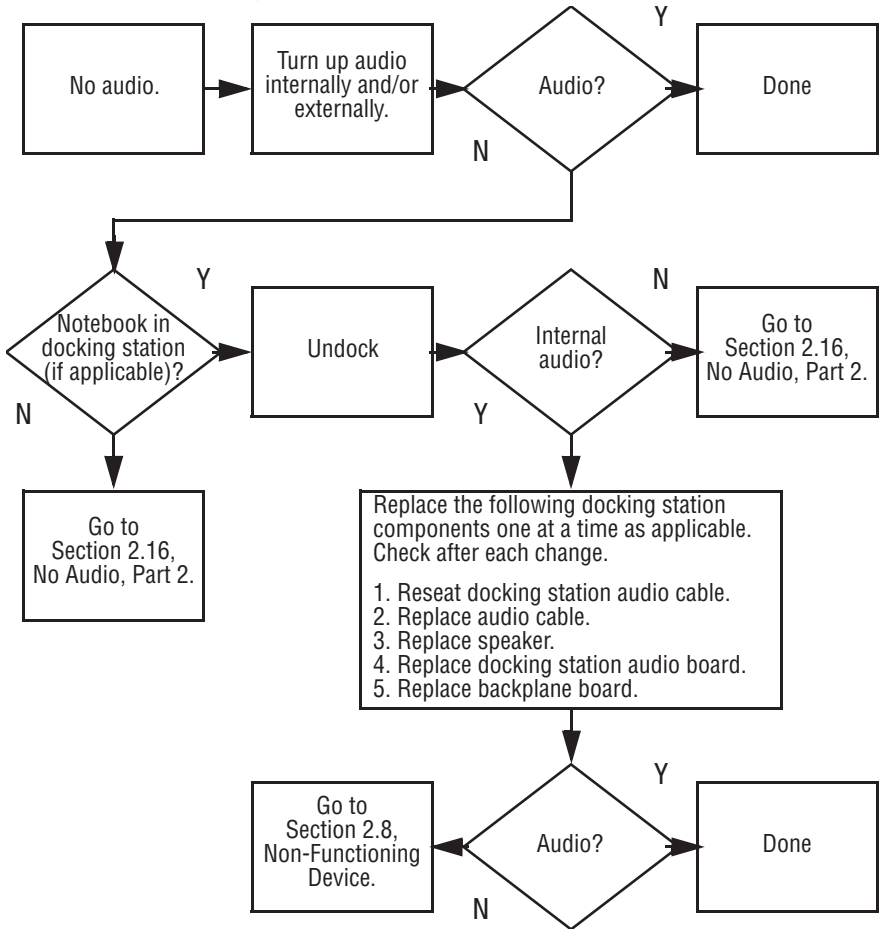 No audio.
Turn up audio
internally and/or
externally.
Audio?
Y
Done
N
Notebook in
docking station
(if applicable)?
Y
Undock
Internal
audio?
N
Go to
Section 2.16,
No Audio, Part 2.
N
Y
Go to
Section 2.16,
No Audio, Part 2.
Replace the following docking station
components one at a time as applicable.
Check after each change.
1. Reseat docking station audio cable.
2. Replace audio cable.
3. Replace speaker.
4. Replace docking station audio board.
5. Replace backplane board.
Go to
Section 2.8,
Non-Functioning
Device.
Audio?
Y
Done
N